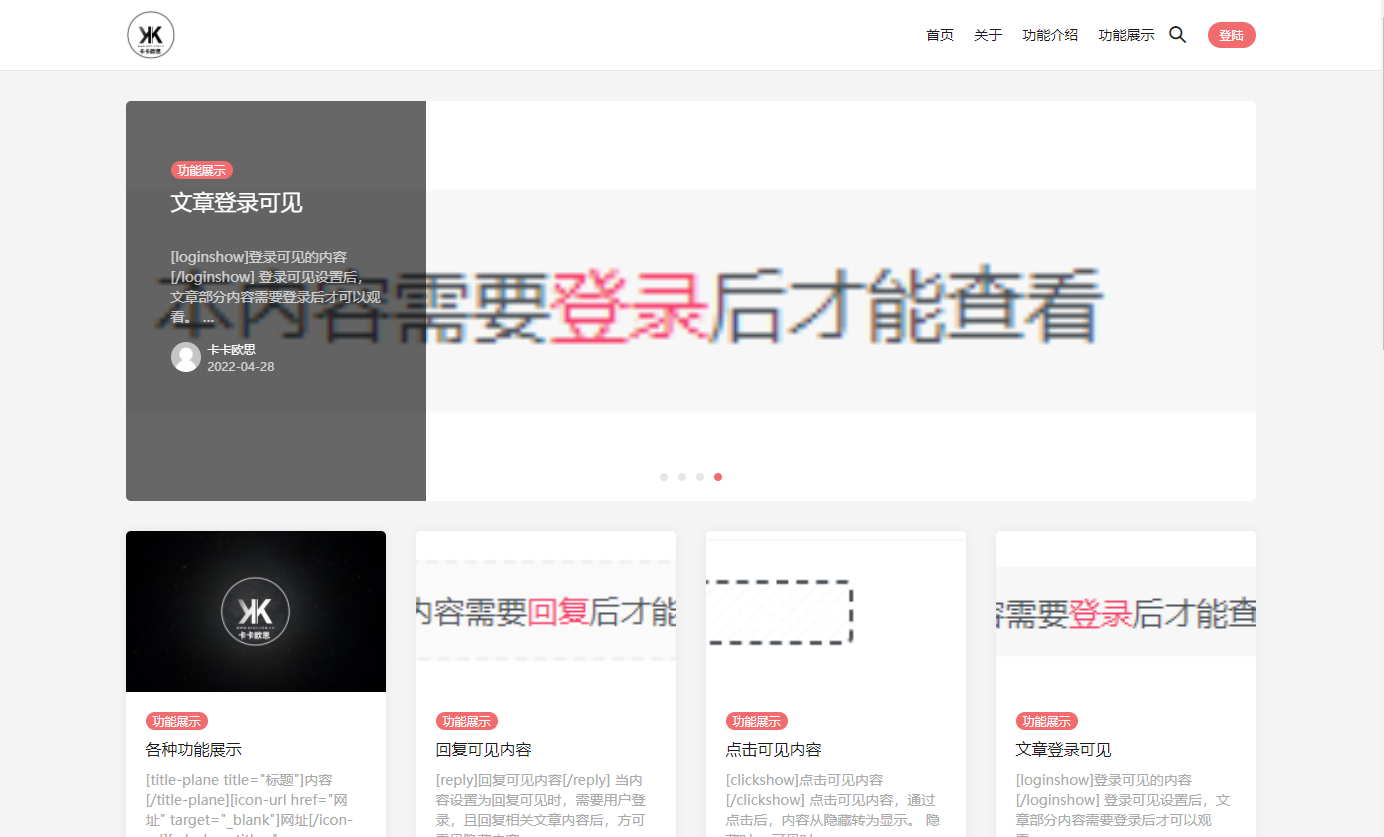 卡卡欧思
首页 关于 功能介绍 功能展示 登陆
功能展示
文章登录可见
[loginshow]登录可见的内容
[/loginshow] 登录可见设置后，
文章部分内容需要登录后才可以观
看。 ...
本内容需要登录后才能查看
卡卡欧思
2022-04-28
卡卡欧思
功能展示
各种功能展示
[title-plane title="标题"]内容
[/title-plane][icon-url href="网
址" target="_blank"]网址[/icon-
内容需要回复后才能
功能展示
回复可见内容
[reply]回复可见内容[/reply] 当内
容设置为回复可见时，需要用户登
录，且回复相关文章内容后，方可
功能展示
点击可见内容
[clickshow]点击可见内容
[/clickshow] 点击可见内容，通过
点击后，内容从隐藏转为显示。 隐
容需要登录后才能查
功能展示
文章登录可见
[loginshow]登录可见的内容
[/loginshow] 登录可见设置后，文
章部分内容需要登录后才可以观